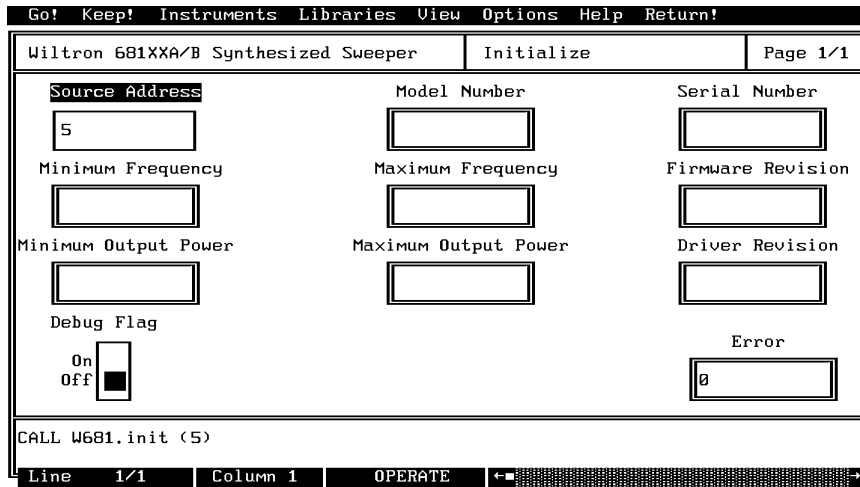 Go! Keep! Instruments Libraries View Options Help Return!
Wiltron 681XXA/B Synthesized Sweeper Initialize Page 1/1
Source Address Model Number Serial Number
5
Minimum Frequency Maximum Frequency Firmware Revision
Minimum Output Power Maximum Output Power Driver Revision
Debug Flag
Error
On
Off
0
CALL W681.init (5)
Line 1/1 Column 1 OPERATE